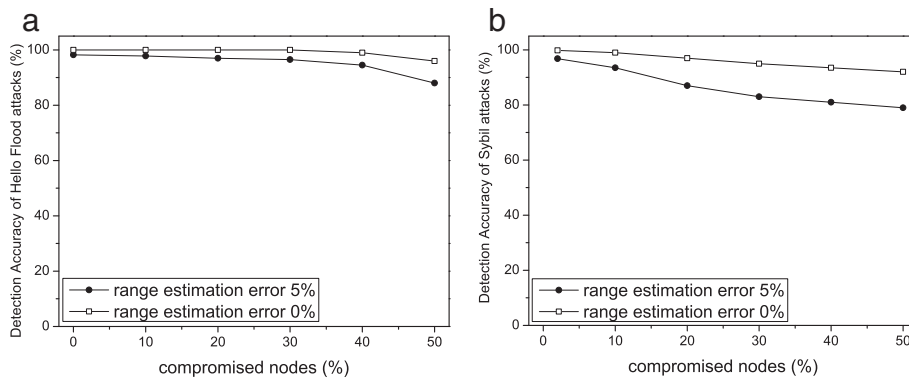 a
Detection Accuracy of Hello Flood attacks (%)
100
80
60
40
20
0
range estimation error 5%
range estimation error 0%
0 10 20 30 40 50
compromised nodes (%)
b
Detection Accuracy of Sybil attacks (%)
100
80
60
40
20
0
range estimation error 5%
range estimation error 0%
0 10 20 30 40 50
compromised nodes (%)